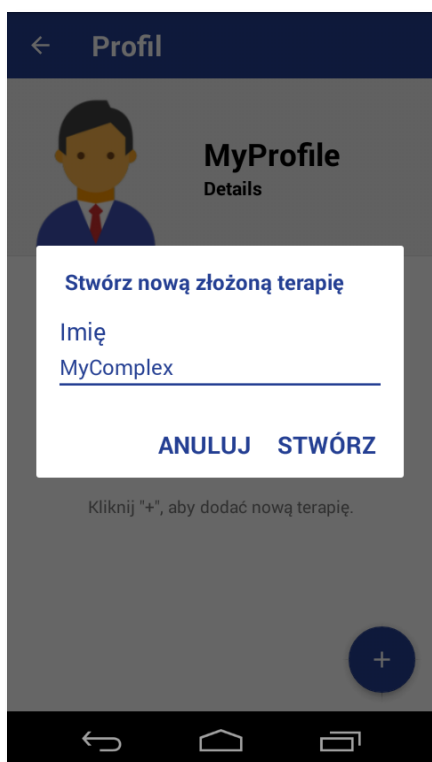 Profil
MyProfile
Details
Stwórz nową złożoną terapię
Imię
MyComplex
ANULUJ STWÓRZ
Kliknij "+", aby dodać nową terapię.
+